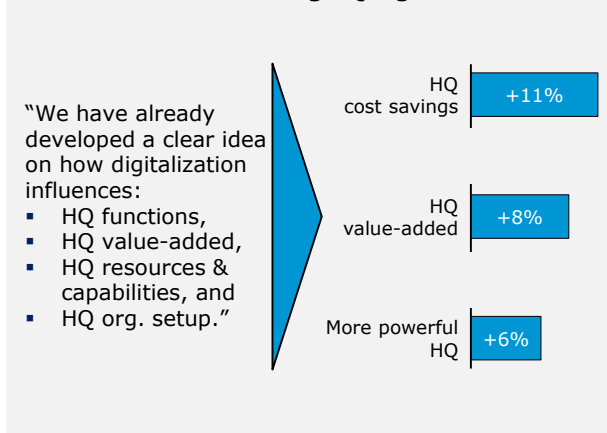 “We have already
developed a clear idea
on how digitalization
influences:
▪ HQ functions,
▪ HQ value-added,
▪ HQ resources &
capabilities, and
▪ HQ org. setup.”
HQ
cost savings
+11%
HQ
value-added
+8%
More powerful
HQ
+6%